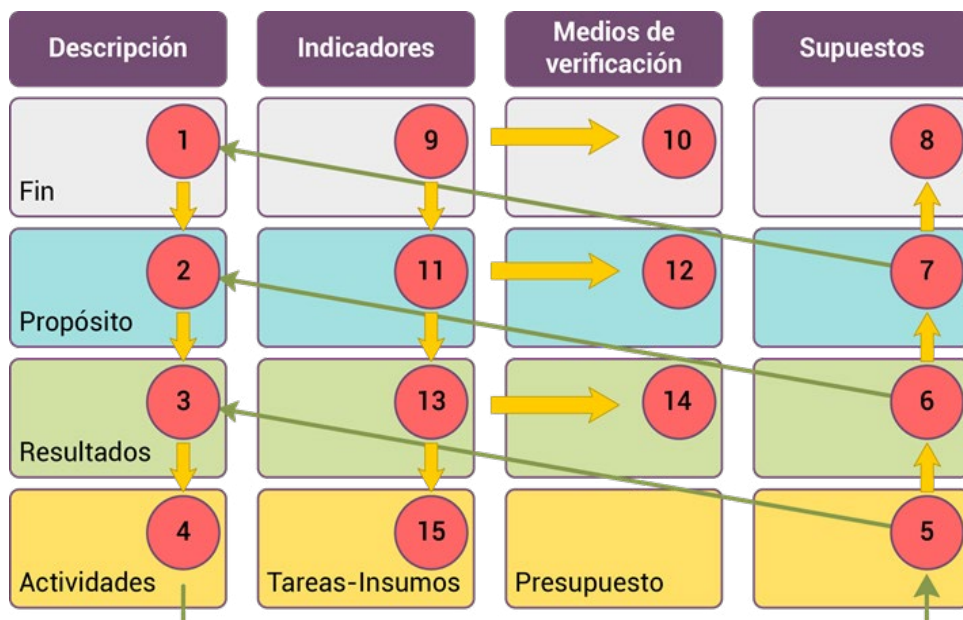 Descripción
Indicadores
Medios de
verificación
Supuestos
1
9
10
8
Fin
2
11
12
7
Propósito
3
13
14
6
Resultados
4
15
5
Actividades
Tareas-Insumos
Presupuesto